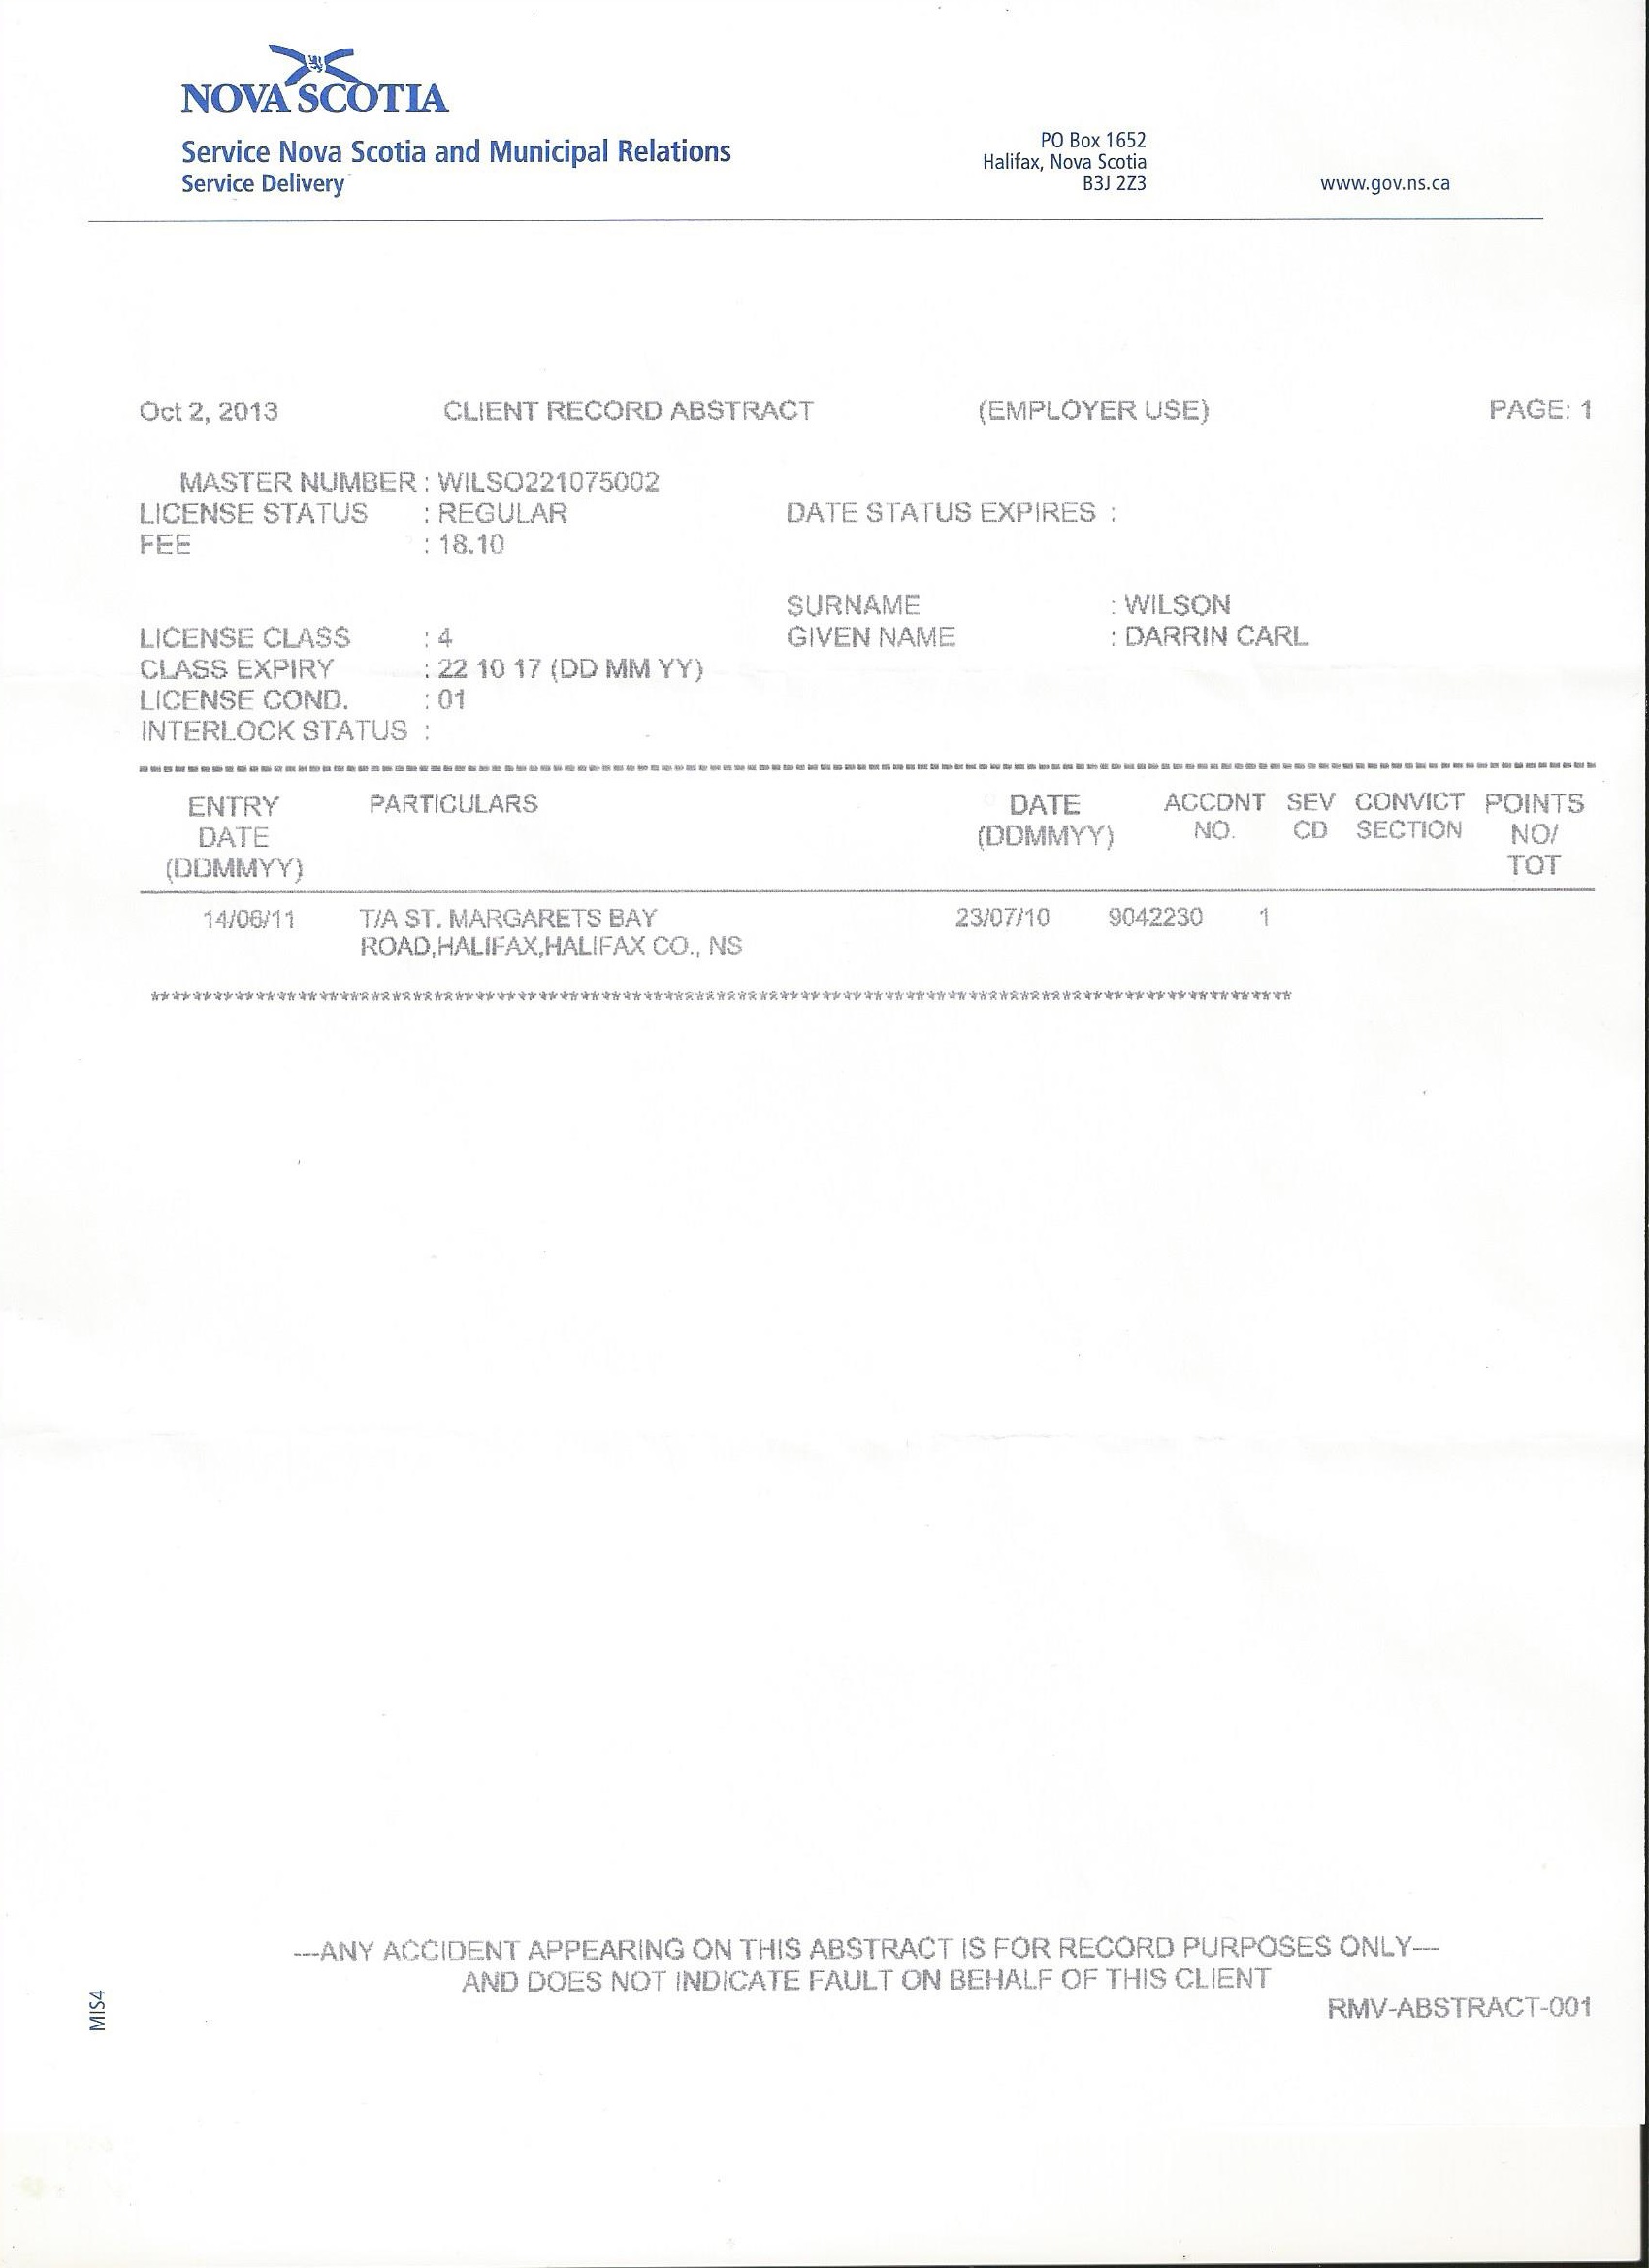 NOVA SCOTIA
Service Nova Scotia and Municipal Relations
Service Delivery
PO Box 1652
Halifax, Nova Scotia
B3J 2Z3
www.gov.ns.ca
Oct 2, 2013 CLIENT RECORD ABSTRACT (EMPLOYER USE) PAGE: 1
MASTER NUMBER : WILSO221075002
LICENSE STATUS : REGULAR DATE STATUS EXPIRES :
FEE : 18.10
SURNAME : WILSON
LICENSE CLASS : 4 GIVEN NAME : DARRIN CARL
CLASS EXPIRY : 22 10 17 (DD MM YY)
LICENSE COND. : 01
INTERLOCK STATUS :
ENTRY PARTICULARS DATE ACCDNT SEV CONVICT POINTS
DATE (DDMMYY) NO. CD SECTION NO/
(DDMMYY) TOT
14/06/11 T/A ST. MARGARETS BAY 23/07/10 9042230 1
ROAD,HALIFAX,HALIFAX CO., NS
---ANY ACCIDENT APPEARING ON THIS ABSTRACT IS FOR RECORD PURPOSES ONLY---
AND DOES NOT INDICATE FAULT ON BEHALF OF THIS CLIENT
RMV-ABSTRACT-001
MIS4